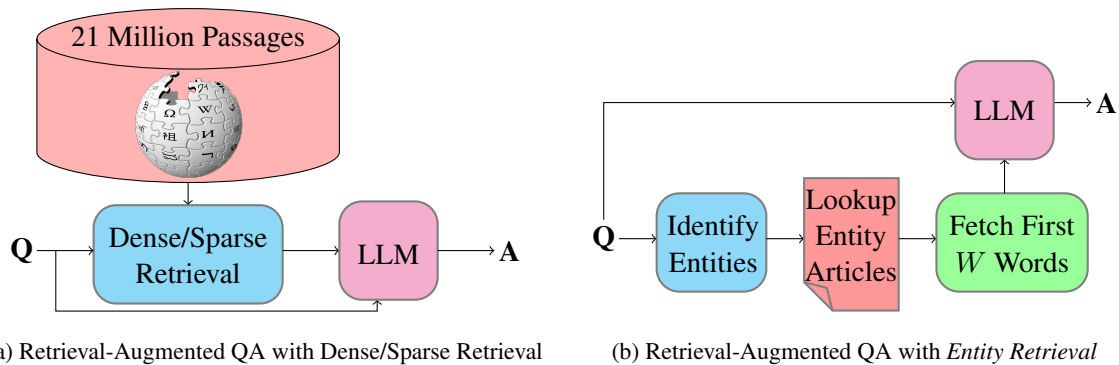 21 Million Passages
Ω
W
祖
И
Q
Dense/Sparse
Retrieval
LLM
A
a) Retrieval-Augmented QA with Dense/Sparse Retrieval
LLM
A
Q
Identify
Entities
Lookup
Entity
Articles
Fetch First
W Words
(b) Retrieval-Augmented QA with Entity Retrieval